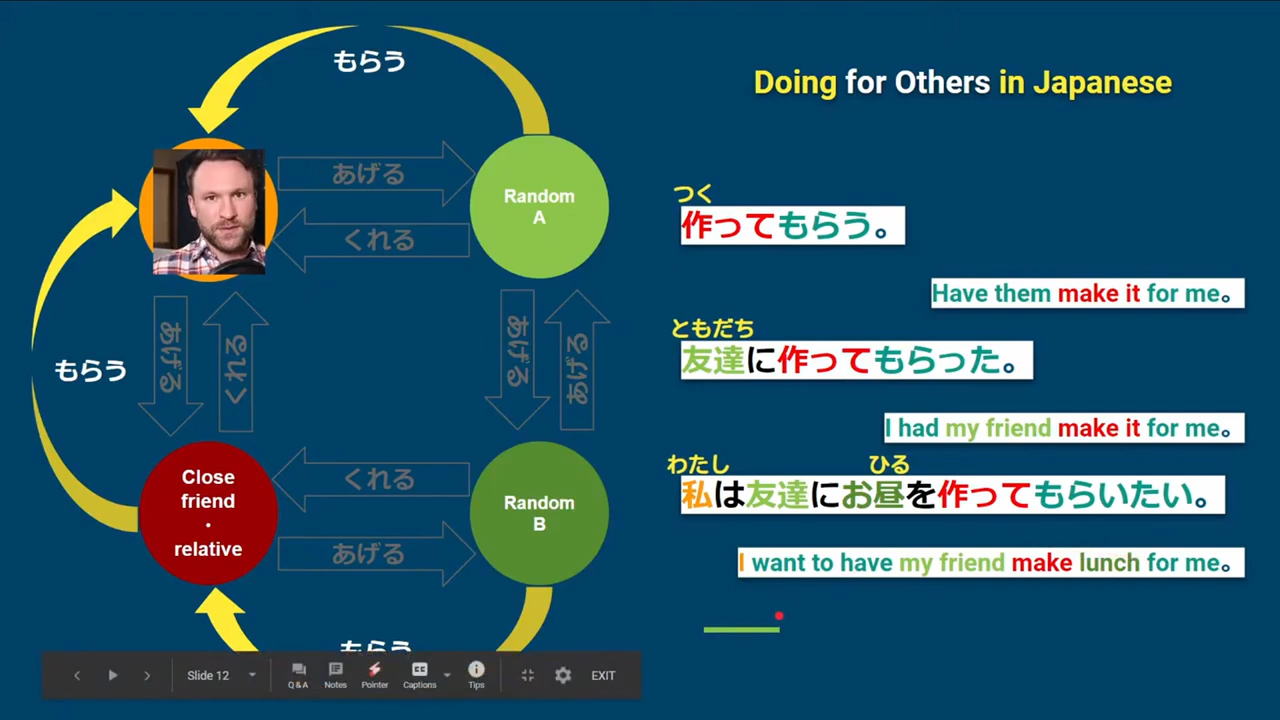 もらう
Doing for Others in Japanese
あげる
くれる
Random
A
つく
作ってもらう。
Have them make it for me。
ともだち
友達に作ってもらった。
I had my friend make it for me。
もらう
あげる
くれる
あげる
あげる
わたし ひる
私は友達にお昼を作ってもらいたい。
I want to have my friend make lunch for me。
Close
friend
・
relative
くれる
あげる
Random
B
もらう
Slide 12
Q & A
Notes
Pointer
Captions
Tips
EXIT